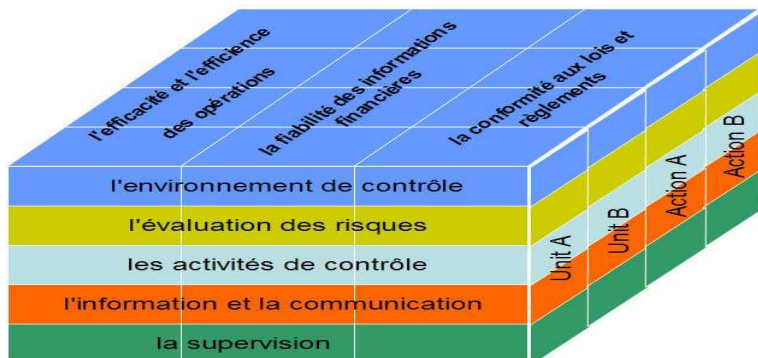 l'efficacité et l'efficience
des opérations
la fiabilité des informations
financières
la conformité aux lois et
règlements
l'environnement de contrôle
l'évaluation des risques
les activités de contrôle
l'information et la communication
la supervision
Unit A
Unit B
Action A
Action B